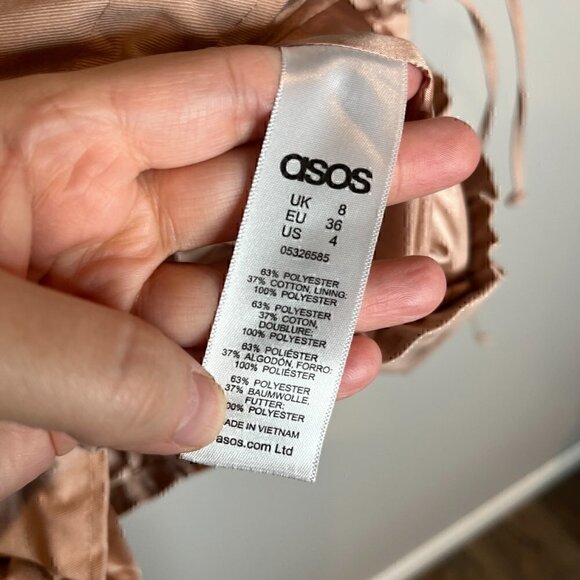 asos
UK 8
EU 36
US 4
05326585
63% POLYESTER
37% COTTON, LINING:
100% POLYESTER
63% POLYESTER
37% COTON,
DOUBLURE:
100% POLYESTER
63% POLIÉSTER
37% ALGODÓN, FORRO:
100% POLIÉSTER
63% POLYESTER
37% BAUMWOLLE,
FUTTER:
00% POLYESTER
ADE IN VIETNAM
asos.com Ltd